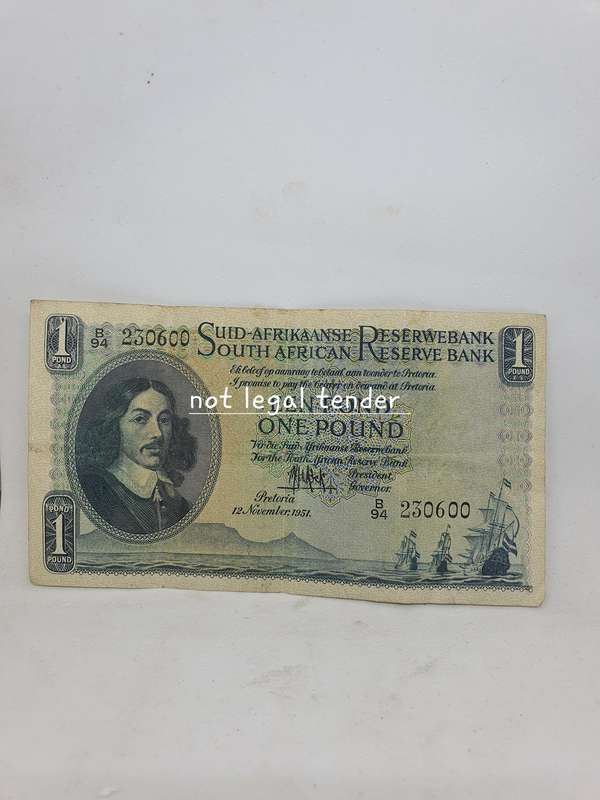 1
POND
B/94 230600
SUID-AFRIKAANSE RESERWEBANK
SOUTH AFRICAN RESERVE BANK
1
POND
Ek beloof op aanvraag te betaal aan toonder te Pretoria.
I promise to pay the bearer on demand at Pretoria.
not legal tender
ONE POUND
Vir die Suid-Afrikaanse Reserwebank
For the South African Reserve Bank
President.
Governor.
Pretoria
12 November, 1951.
B/94 230600
POND
1
POUND